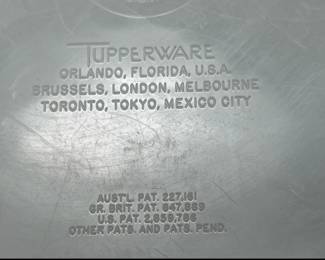 TUPPERWARE
ORLANDO, FLORIDA, U.S.A.
BRUSSELS, LONDON, MELBOURNE
TORONTO, TOKYO, MEXICO CITY
AUST'L. PAT. 227,161
GR. BRIT. PAT. 847,889
U.S. PAT. 2,859,786
OTHER PATS. AND PATS. PEND.